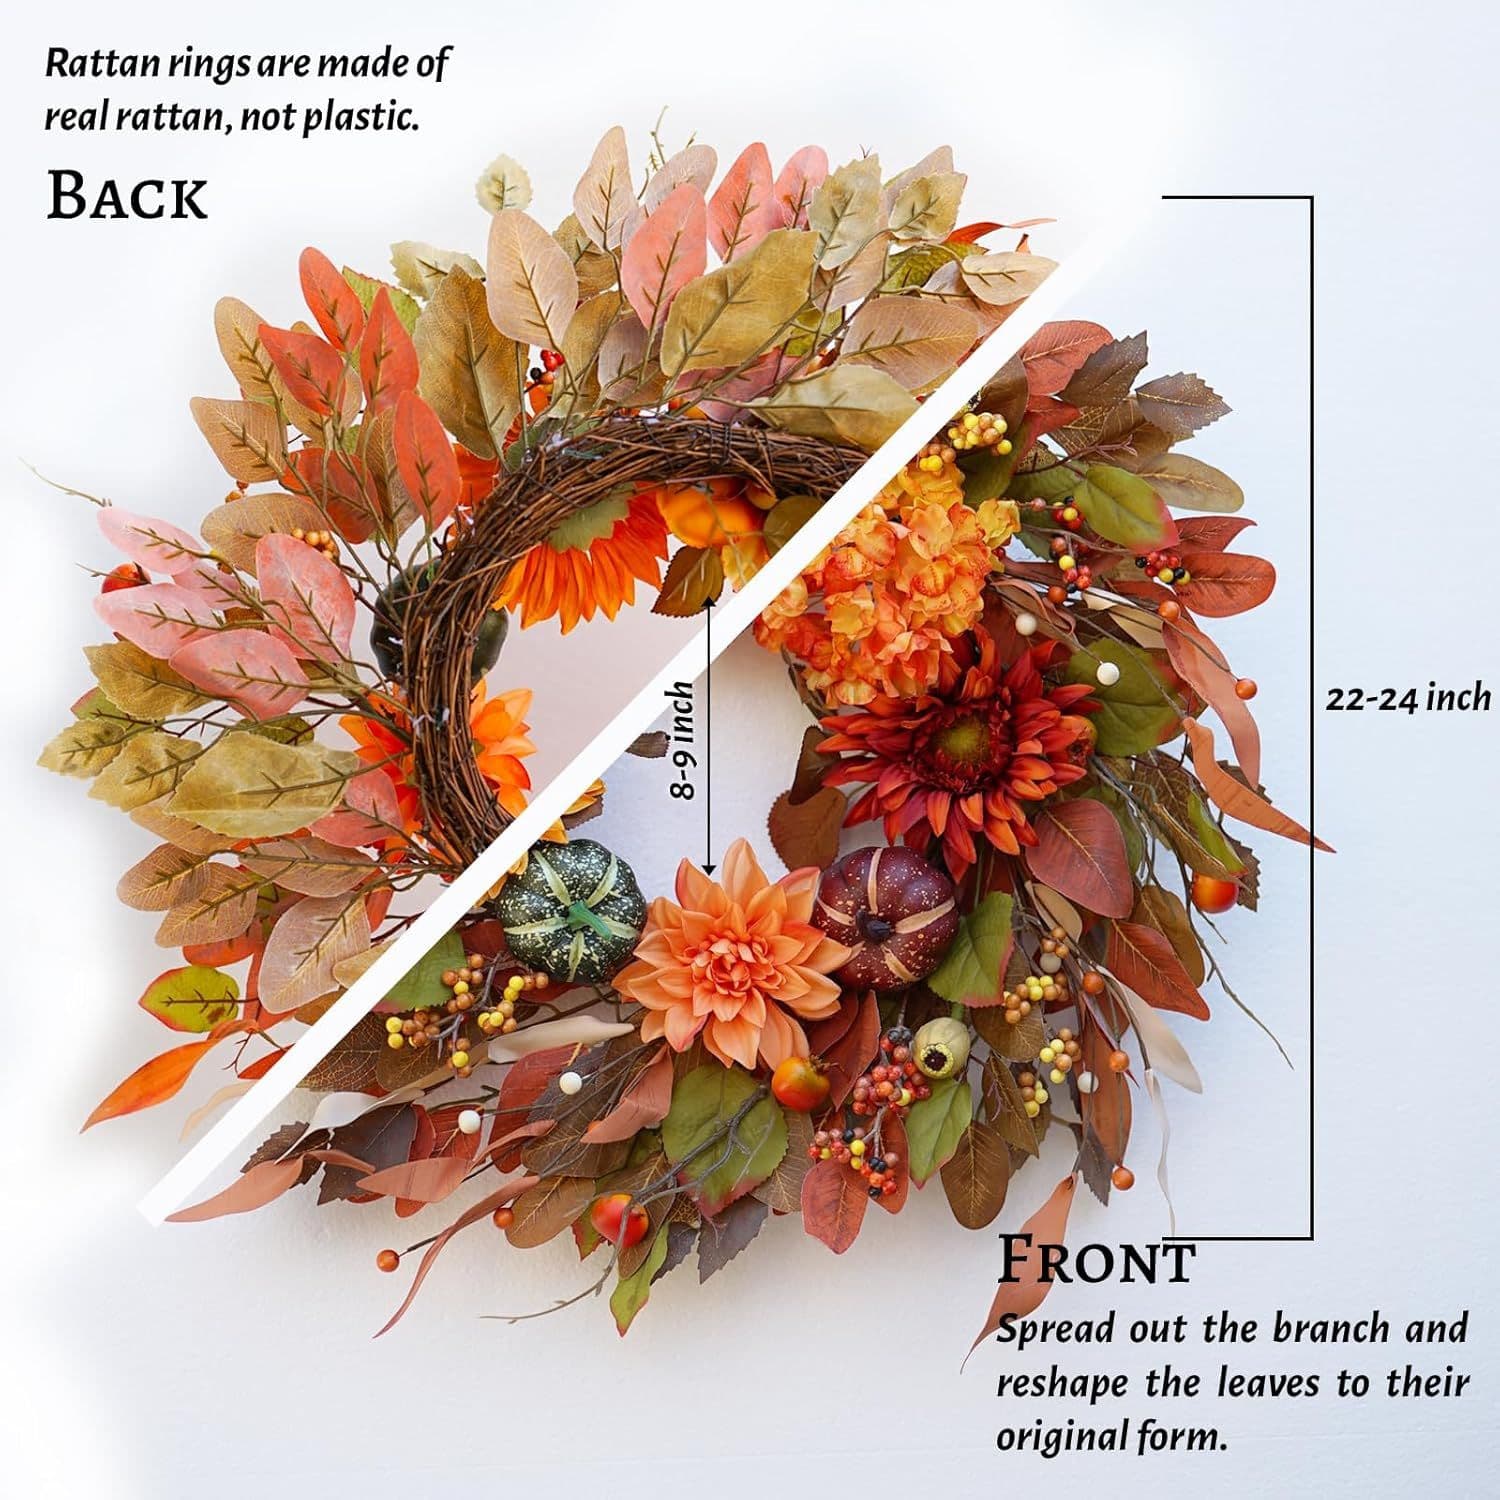 Rattan rings are made of
real rattan, not plastic.
BACK
22-24 inch
8-9 inch
FRONT
Spread out the branch and
reshape the leaves to their
original form.